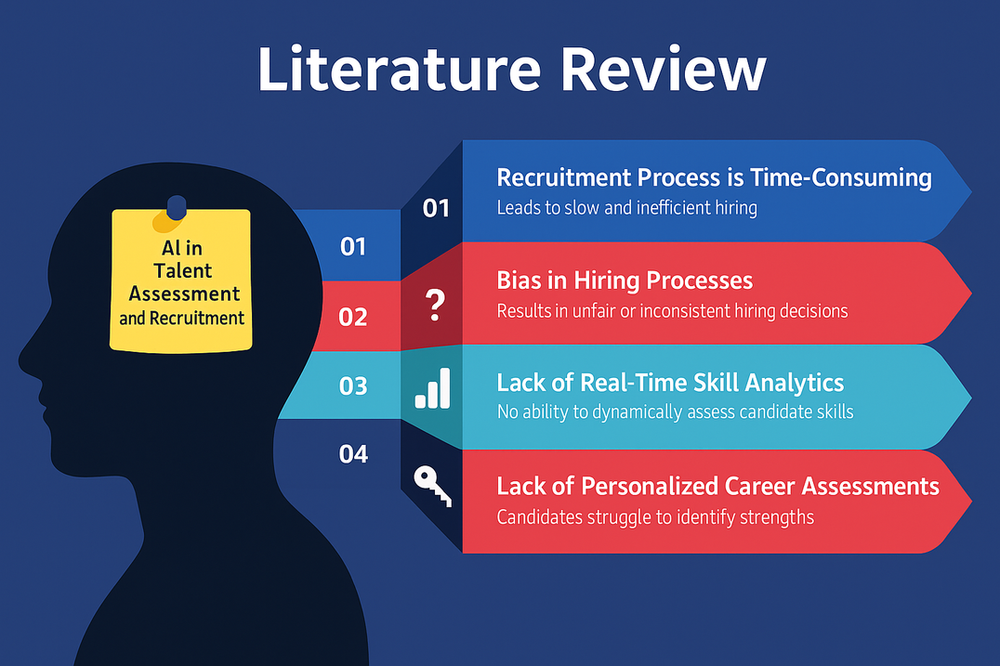 Literature Review
AI in
Talent
Assessment
and Recruitment
01
02
03
04
01
Recruitment Process is Time-Consuming
Leads to slow and inefficient hiring
?
Bias in Hiring Processes
Results in unfair or inconsistent hiring decisions
Lack of Real-Time Skill Analytics
No ability to dynamically assess candidate skills
Lack of Personalized Career Assessments
Candidates struggle to identify strengths